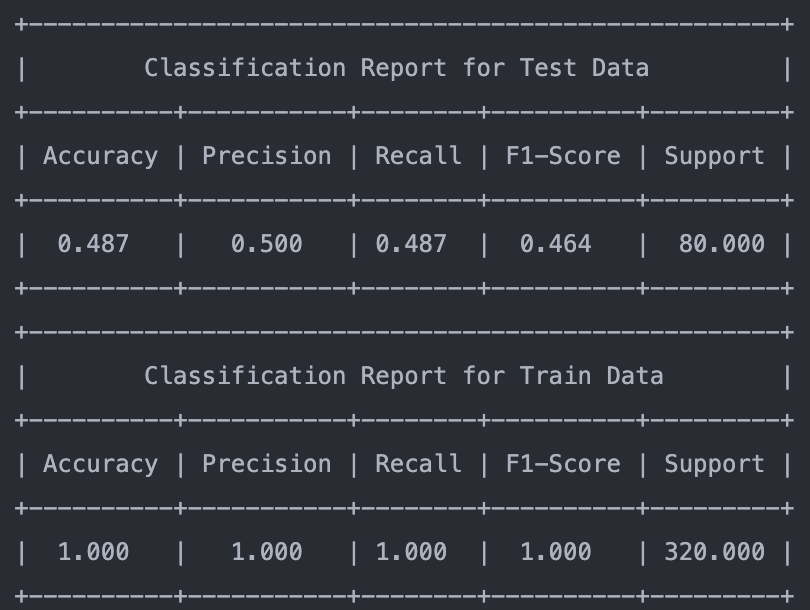 +-----------------------------------------------------+
|        Classification Report for Test Data         |
+----------+-----------+--------+----------+---------+
| Accuracy | Precision | Recall | F1-Score | Support |
+----------+-----------+--------+----------+---------+
|  0.487   |   0.500   | 0.487  |  0.464   |  80.000 |
+----------+-----------+--------+----------+---------+
+-----------------------------------------------------+
|        Classification Report for Train Data        |
+----------+-----------+--------+----------+---------+
| Accuracy | Precision | Recall | F1-Score | Support |
+----------+-----------+--------+----------+---------+
|  1.000   |   1.000   | 1.000  |  1.000   | 320.000 |
+----------+-----------+--------+----------+---------+